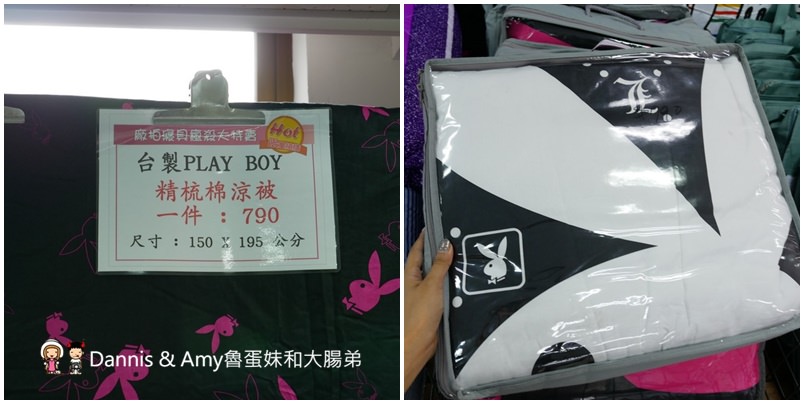 廠拍寢具風最大特賣
Hot
台製PLAY BOY
精梳棉涼被
一件 : 790
尺寸 : 150 X 195 公分
Dannis & Amy魯蛋妹和大腸弟